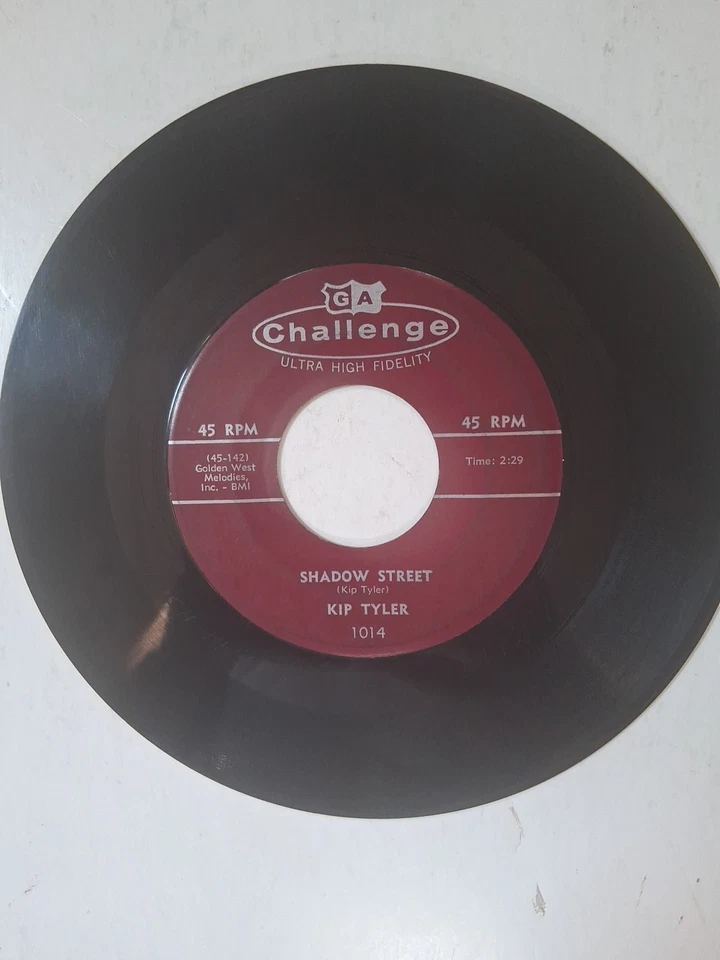 GA
Challenge
ULTRA HIGH FIDELITY
45 RPM
45 RPM
(45-142)
Golden West
Melodies,
Inc. - BMI
Time: 2:29
SHADOW STREET
(Kip Tyler)
KIP TYLER
1014